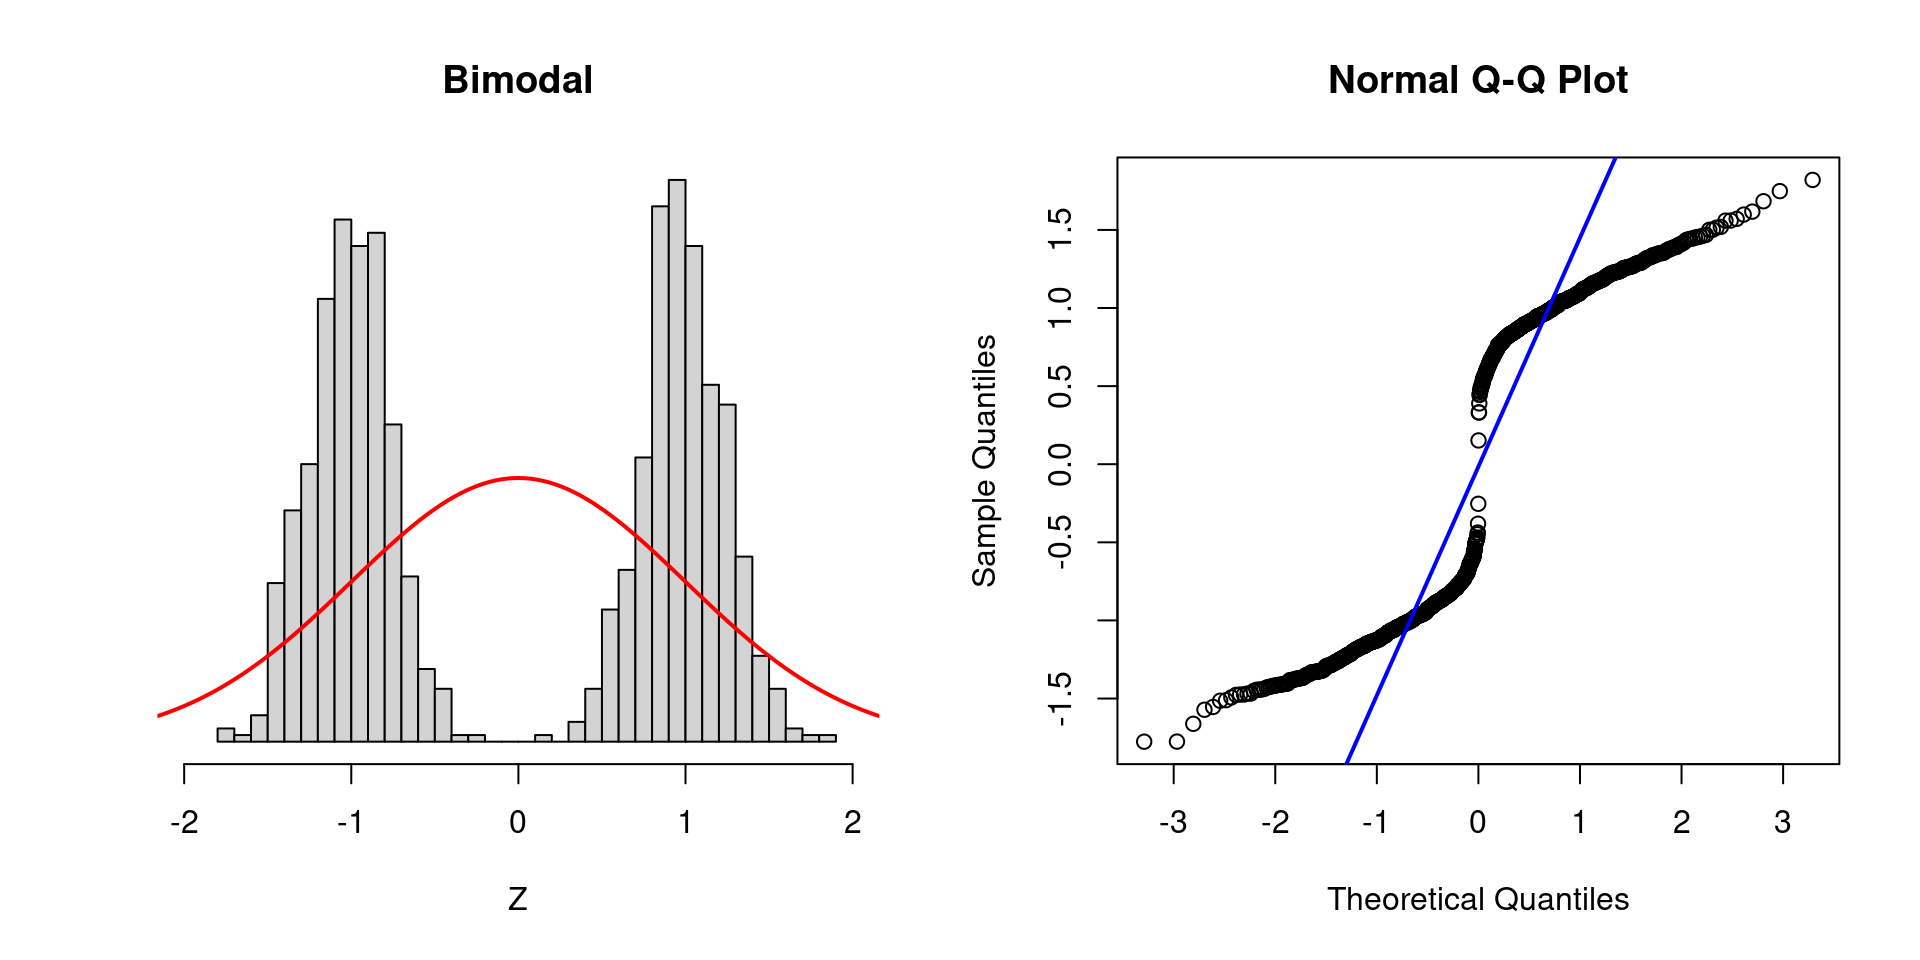 Bimodal
-2 -1 0 1 2
Z
Normal Q-Q Plot
Sample Quantiles
-1.5 -0.5 0.0 0.5 1.0 1.5
-3 -2 -1 0 1 2 3
Theoretical Quantiles